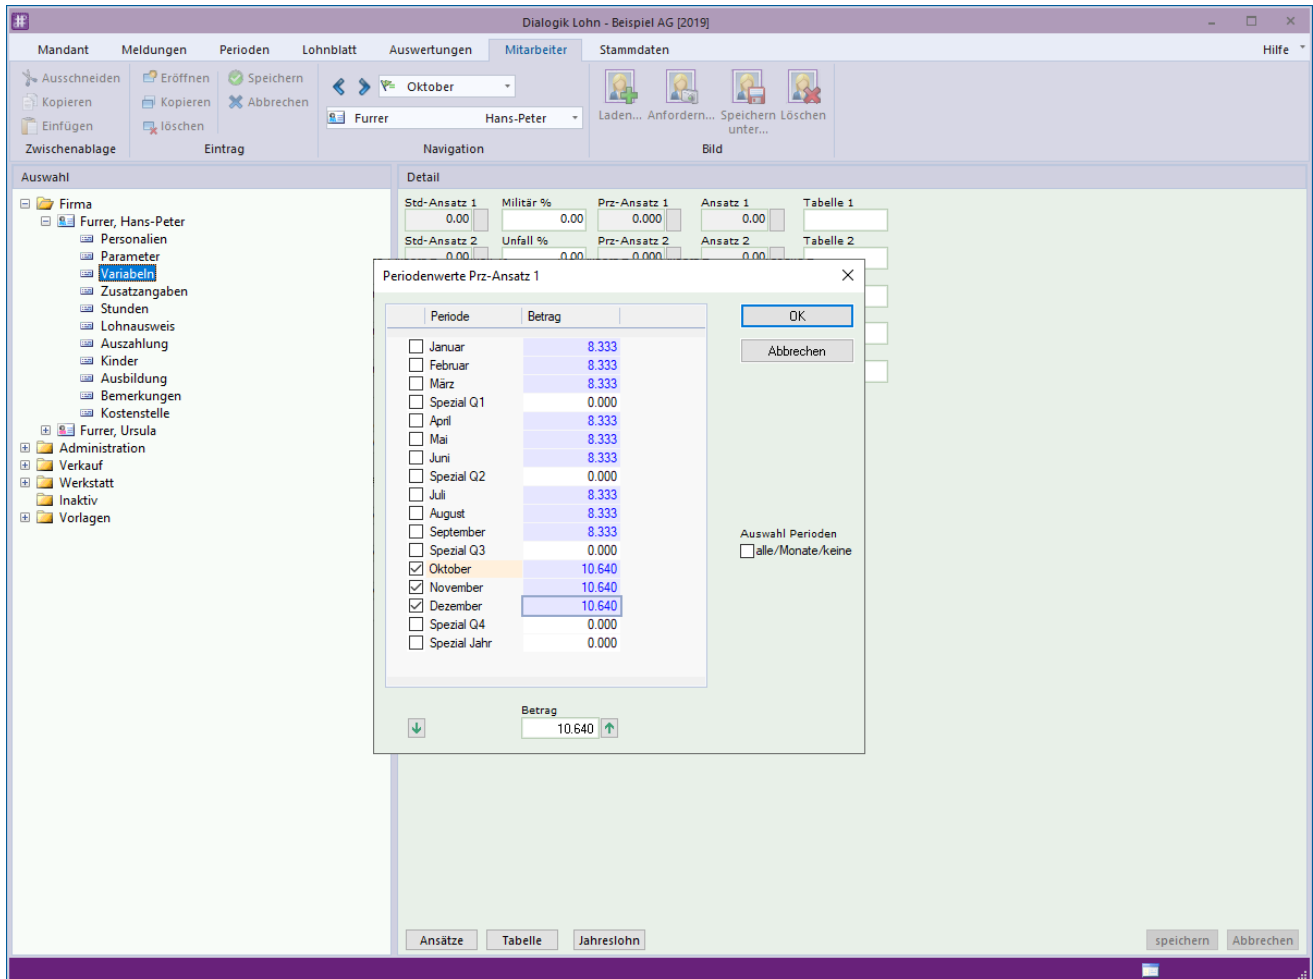 Dialogik Lohn - Beispiel AG [2019]
Mandant Meldungen Perioden Lohnblatt Auswertungen Mitarbeiter Stammdaten Hilfe
Ausschneiden Eröffnen Speichern Oktober
Kopieren Kopieren Abbrechen
Einfügen löschen Furrer Hans-Peter
Laden... Anfordern... Speichern unter... Löschen
Zwischenablage Eintrag Navigation Bild
Auswahl
Firma
Furrer, Hans-Peter
Personalien
Parameter
Variabeln
Zusatzangaben
Stunden
Lohnausweis
Auszahlung
Kinder
Ausbildung
Bemerkungen
Kostenstelle
Furrer, Ursula
Administration
Verkauf
Werkstatt
Inaktiv
Vorlagen
Detail
Std-Ansatz 1 Militär % Prz-Ansatz 1 Ansatz 1 Tabelle 1
0.00 0.00 0.000 0.00
Std-Ansatz 2 Unfall % Prz-Ansatz 2 Ansatz 2 Tabelle 2
0.00 0.00 0.000 0.00
Periodenwerte Prz-Ansatz 1
Periode Betrag
Januar 8.333
Februar 8.333
März 8.333
Spezial Q1 0.000
April 8.333
Mai 8.333
Juni 8.333
Spezial Q2 0.000
Juli 8.333
August 8.333
September 8.333
Spezial Q3 0.000
Oktober 10.640
November 10.640
Dezember 10.640
Spezial Q4 0.000
Spezial Jahr 0.000
Betrag
10.640
OK
Abbrechen
Auswahl Perioden
alle/Monate/keine
Ansätze Tabelle Jahreslohn speichern Abbrechen